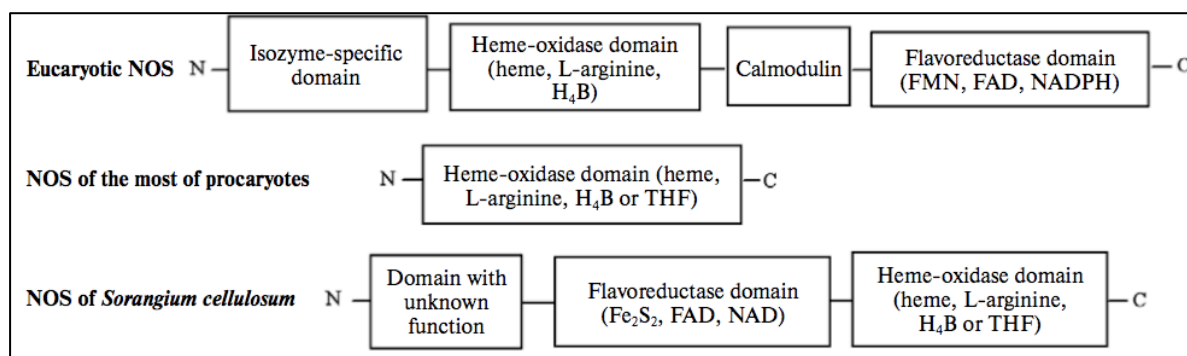 Eucaryotic NOS N
Isozyme-specific
domain
Heme-oxidase domain
(heme, L-arginine,
H₄B)
Calmodulin
Flavoreductase domain
(FMN, FAD, NADPH)
C
NOS of the most of procaryotes N
Heme-oxidase domain (heme,
L-arginine, H₄B or THF)
C
NOS of Sorangium cellulosum N
Domain with
unknown
function
Flavoreductase domain
(Fe₂S₂, FAD, NAD)
Heme-oxidase domain
(heme, L-arginine,
H₄B or THF)
C